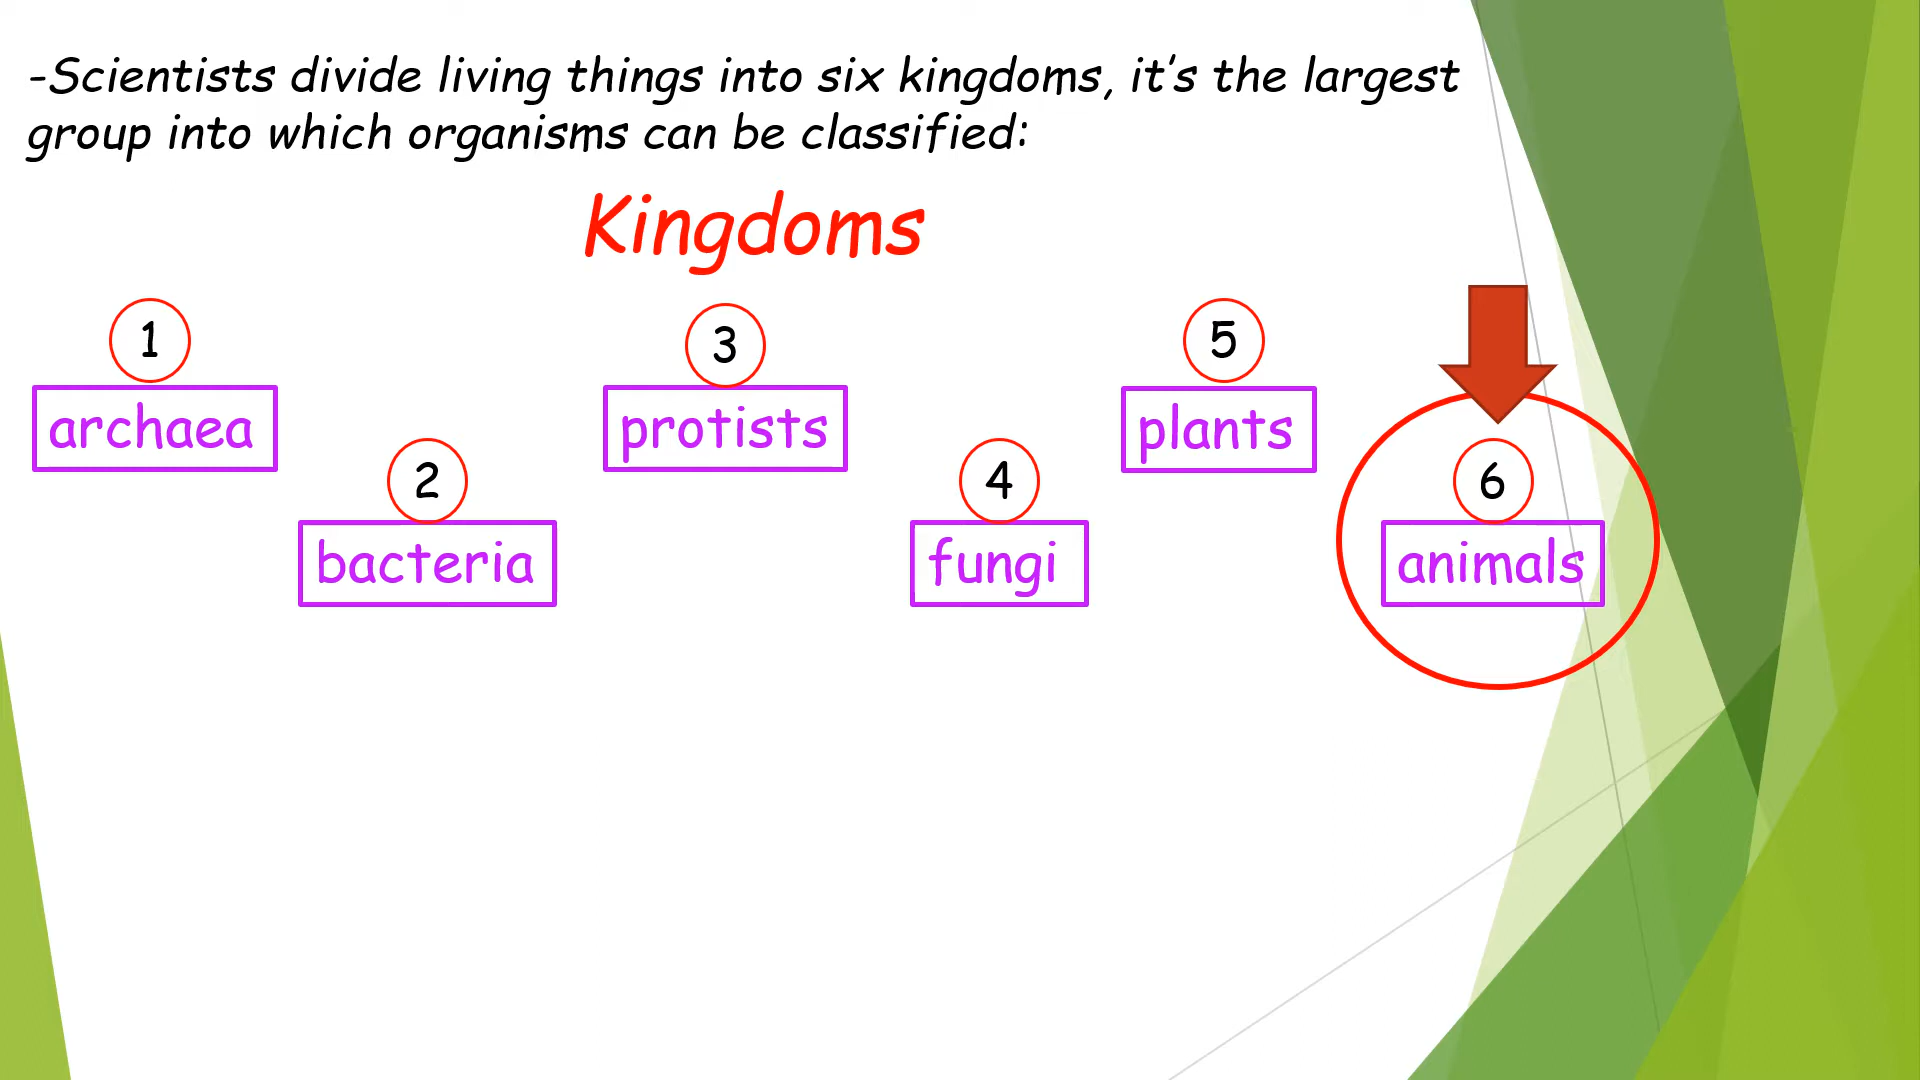 -Scientists divide living things into six kingdoms, it's the largest
group into which organisms can be classified:
Kingdoms
1
archaea
2
bacteria
3
protists
4
fungi
5
plants
6
animals